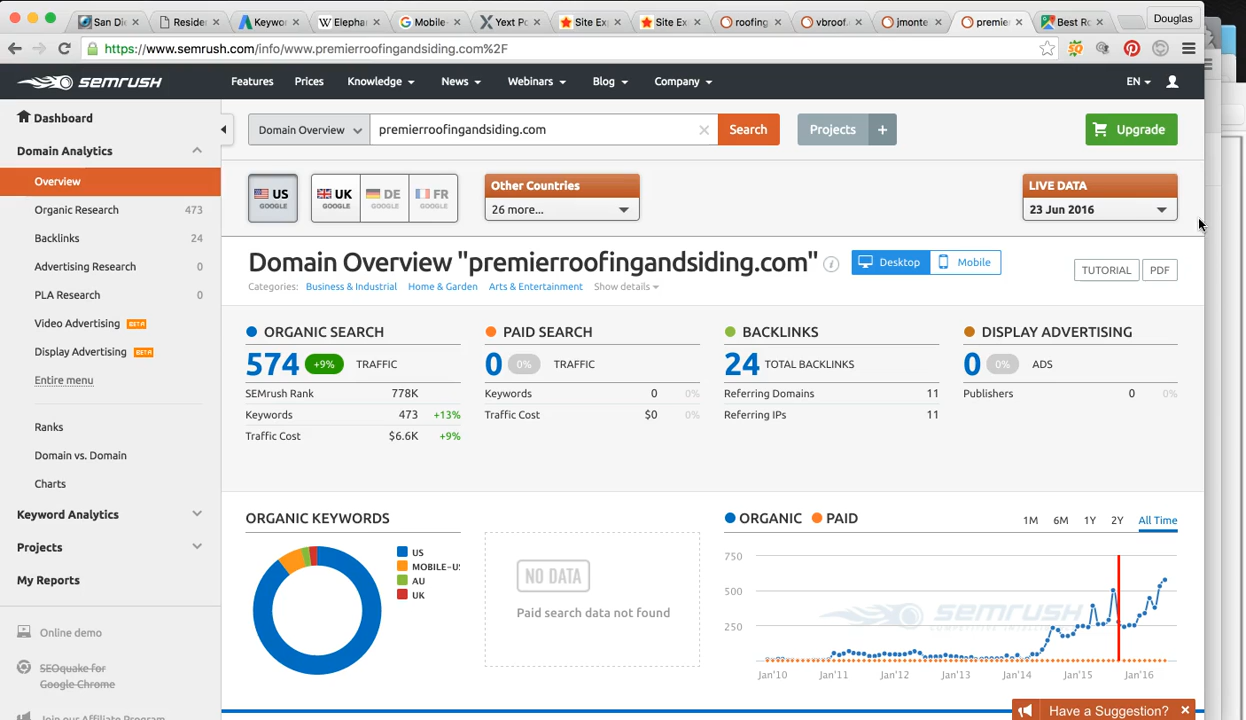 San Di
Reside
Keywo
Elepha
Mobile-
Yext Po
Site Ex
Site Ex
roofing
vbroof.
jmonte
premie
Best Ro
Douglas
https://www.semrush.com/info/www.premierroofingandsiding.com%2F
SEMRUSH
Features
Prices
Knowledge
News
Webinars
Blog
Company
EN
Dashboard
Domain Analytics
Overview
Organic Research 473
Backlinks 24
Advertising Research 0
PLA Research 0
Video Advertising BETA
Display Advertising BETA
Entire menu
Ranks
Domain vs. Domain
Charts
Keyword Analytics
Projects
My Reports
Online demo
SEOquake for
Google Chrome
Join our Affiliate Program
Domain Overview
premierroofingandsiding.com
Search
Projects +
Upgrade
US
GOOGLE
UK
GOOGLE
DE
GOOGLE
FR
GOOGLE
Other Countries
26 more...
LIVE DATA
23 Jun 2016
Domain Overview "premierroofingandsiding.com"
Desktop
Mobile
TUTORIAL
PDF
Categories: Business & Industrial Home & Garden Arts & Entertainment Show details
ORGANIC SEARCH
574 +9% TRAFFIC
SEMrush Rank 778K
Keywords 473 +13%
Traffic Cost $6.6K +9%
PAID SEARCH
0 0% TRAFFIC
Keywords 0 0%
Traffic Cost $0 0%
BACKLINKS
24 TOTAL BACKLINKS
Referring Domains 11
Referring IPs 11
DISPLAY ADVERTISING
0 0% ADS
Publishers 0 0%
ORGANIC KEYWORDS
US
MOBILE-US
AU
UK
NO DATA
Paid search data not found
ORGANIC PAID
1M 6M 1Y 2Y All Time
750
500
250
SEMRUSH
Jan'10 Jan'11 Jan'12 Jan'13 Jan'14 Jan'15 Jan'16
Have a Suggestion?